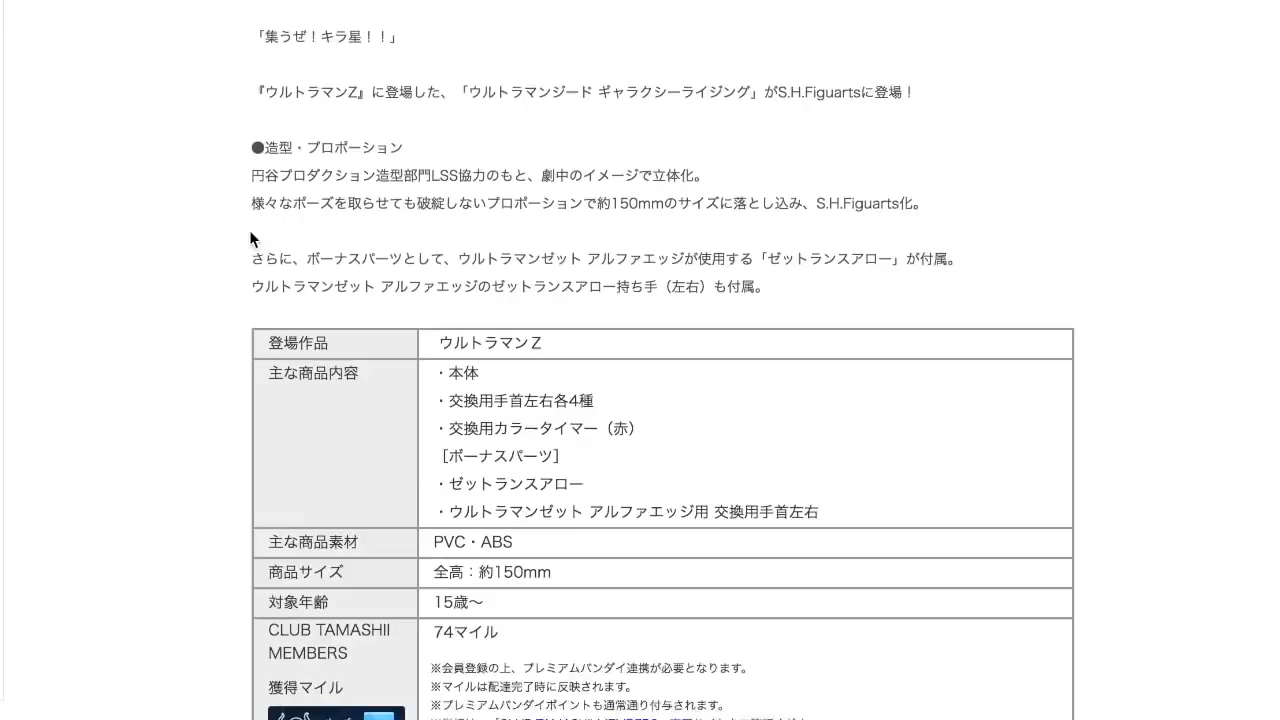 「集うぜ！キラ星！！」
『ウルトラマンZ』に登場した、「ウルトラマンジード ギャラクシーライジング」がS.H.Figuartsに登場！
●造型・プロポーション
円谷プロダクション造型部門LSS協力のもと、劇中のイメージで立体化。
様々なポーズを取らせても破綻しないプロポーションで約150mmのサイズに落とし込み、S.H.Figuarts化。
さらに、ボーナスパーツとして、ウルトラマンゼット アルファエッジが使用する「ゼットランスアロー」が付属。
ウルトラマンゼット アルファエッジのゼットランスアロー持ち手（左右）も付属。
登場作品 ウルトラマンＺ
主な商品内容 ・本体
・交換用手首左右各4種
・交換用カラータイマー（赤）
［ボーナスパーツ］
・ゼットランスアロー
・ウルトラマンゼット アルファエッジ用 交換用手首左右
主な商品素材 PVC・ABS
商品サイズ 全高：約150mm
対象年齢 15歳〜
CLUB TAMASHII MEMBERS
獲得マイル
74マイル
※会員登録の上、プレミアムバンダイ連携が必要となります。
※マイルは配達完了時に反映されます。
※プレミアムバンダイポイントも通常通り付与されます。